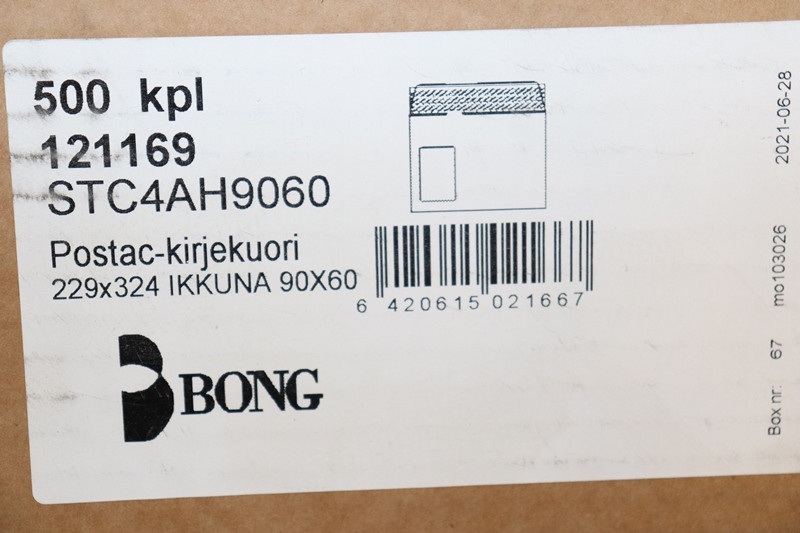 500 kpl
121169
STC4AH9060
Postac-kirjekuori
229x324 IKKUNA 90X60
6 420615 021667
BONG
Box nr: 67 mo103026 2021-06-28